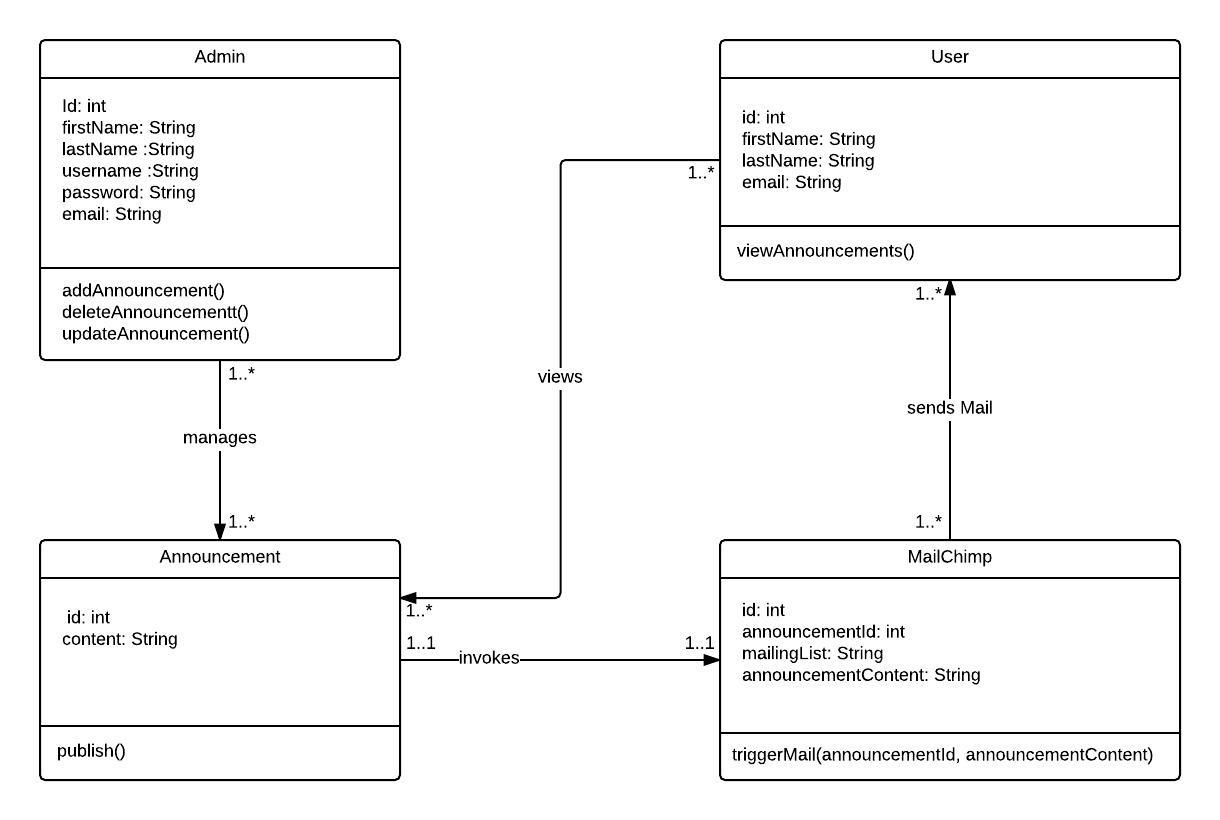 Admin
Id: int
firstName: String
lastName :String
username :String
password: String
email: String
addAnnouncement()
deleteAnnouncementt()
updateAnnouncement()
User
id: int
firstName: String
lastName: String
email: String
viewAnnouncements()
1..*
1..*
views
1..*
manages
1..*
sends Mail
1..*
1..*
Announcement
id: int
content: String
publish()
1..*
1..1
invokes
1..1
MailChimp
id: int
announcementId: int
mailingList: String
announcementContent: String
triggerMail(announcementId, announcementContent)